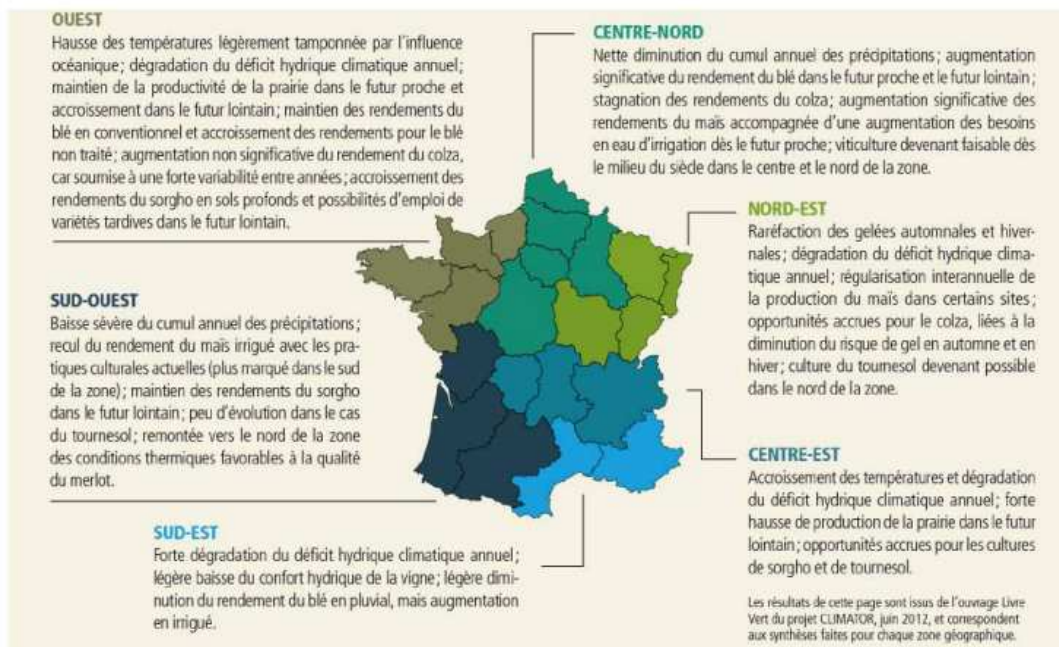 OUEST
Hausse des températures légèrement tamponnée par l'influence
océanique; dégradation du déficit hydrique climatique annuel;
maintien de la productivité de la prairie dans le futur proche et
accroissement dans le futur lointain; maintien des rendements du
blé en conventionnel et accroissement des rendements pour le blé
non traité; augmentation non significative du rendement du colza,
car soumise à une forte variabilité entre années; accroissement des
rendements du sorgho en sols profonds et possibilités d'emploi de
variétés tardives dans le futur lointain.
CENTRE-NORD
Nette diminution du cumul annuel des précipitations; augmentation
significative du rendement du blé dans le futur proche et le futur lointain;
stagnation des rendements du colza; augmentation significative des
rendements du maïs accompagnée d'une augmentation des besoins
en eau d'irrigation dès le futur proche; viticulture devenant faisable dès
le milieu du siècle dans le centre et le nord de la zone.
NORD-EST
Raréfaction des gelées automnales et hiver-
nales; dégradation du déficit hydrique clima-
tique annuel; régularisation interannuelle de
la production du maïs dans certains sites;
opportunités accrues pour le colza, liées à la
diminution du risque de gel en automne et en
hiver; culture du tournesol devenant possible
dans le nord de la zone.
SUD-OUEST
Baisse sévère du cumul annuel des précipitations;
recul du rendement du maïs irrigué avec les pra-
tiques culturales actuelles (plus marqué dans le sud
de la zone); maintien des rendements du sorgho
dans le futur lointain; peu d'évolution dans le cas
du tournesol; remontée vers le nord de la zone
des conditions thermiques favorables à la qualité
du merlot.
CENTRE-EST
Accroissement des températures et dégradation
du déficit hydrique climatique annuel; forte
hausse de production de la prairie dans le futur
lointain; opportunités accrues pour les cultures
de sorgho et de tournesol.
SUD-EST
Forte dégradation du déficit hydrique climatique annuel;
légère baisse du confort hydrique de la vigne; légère dimi-
nution du rendement du blé en pluvial, mais augmentation
en irrigué.
Les résultats de cette page sont issus de l'ouvrage Livre
Vert du projet CLIMATOR, juin 2012, et correspondent
aux synthèses faites pour chaque zone géographique.